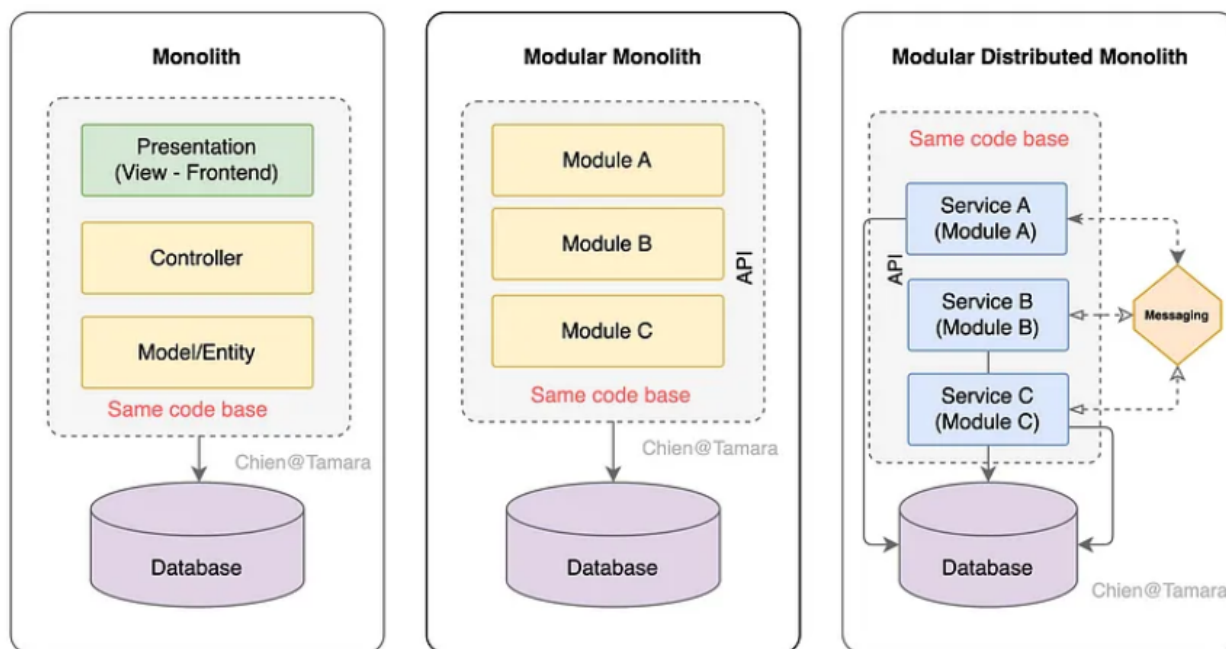 Monolith
Presentation
(View - Frontend)
Controller
Model/Entity
Same code base
Chien@Tamara
Database
Modular Monolith
Module A
Module B
API
Module C
Same code base
Chien@Tamara
Database
Modular Distributed Monolith
Same code base
Service A
(Module A)
API
Service B
(Module B)
Messaging
Service C
(Module C)
Database
Chien@Tamara